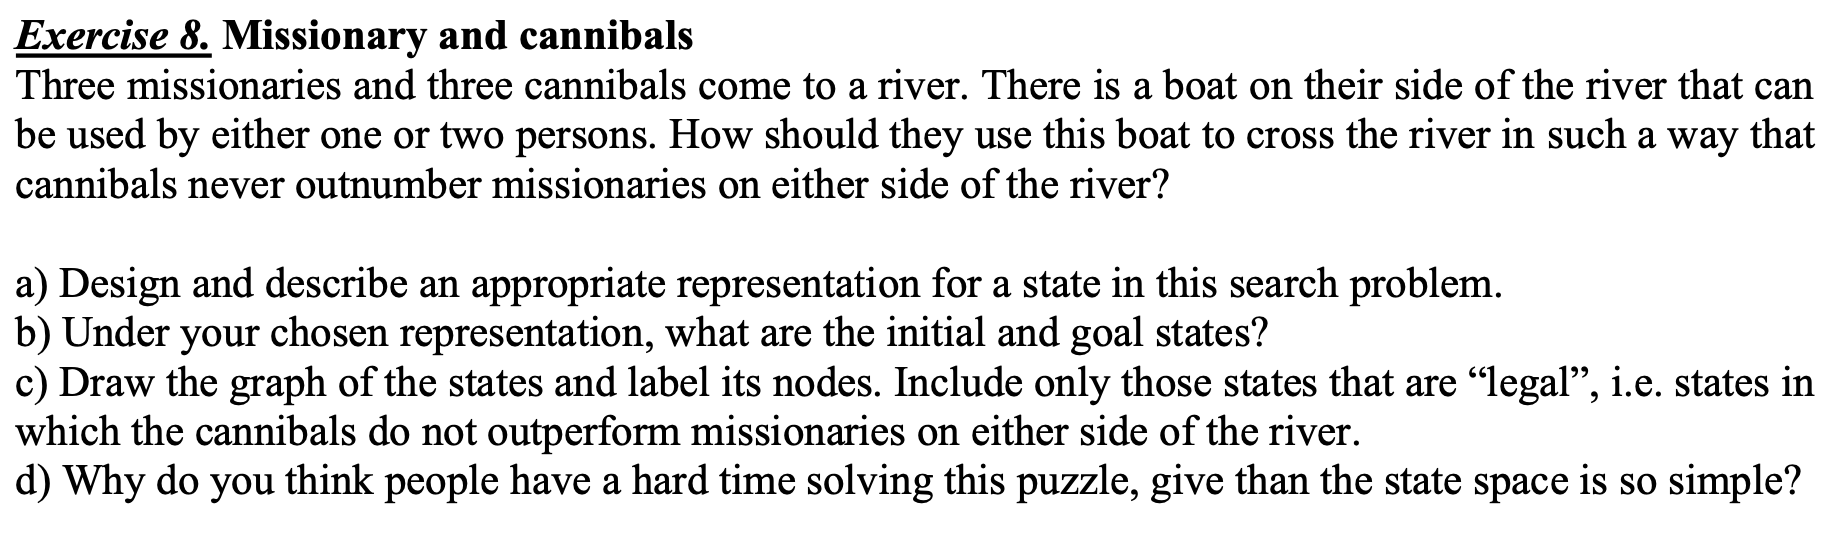 Exercise 8. Missionary and cannibals
Three missionaries and three cannibals come to a river. There is a boat on their side of the river that can
be used by either one or two persons. How should they use this boat to cross the river in such a way that
cannibals never outnumber missionaries on either side of the river?
a) Design and describe an appropriate representation for a state in this search problem.
b) Under your chosen representation, what are the initial and goal states?
c) Draw the graph of the states and label its nodes. Include only those states that are “legal”, i.e. states in
which the cannibals do not outperform missionaries on either side of the river.
d) Why do you think people have a hard time solving this puzzle, give than the state space is so simple?